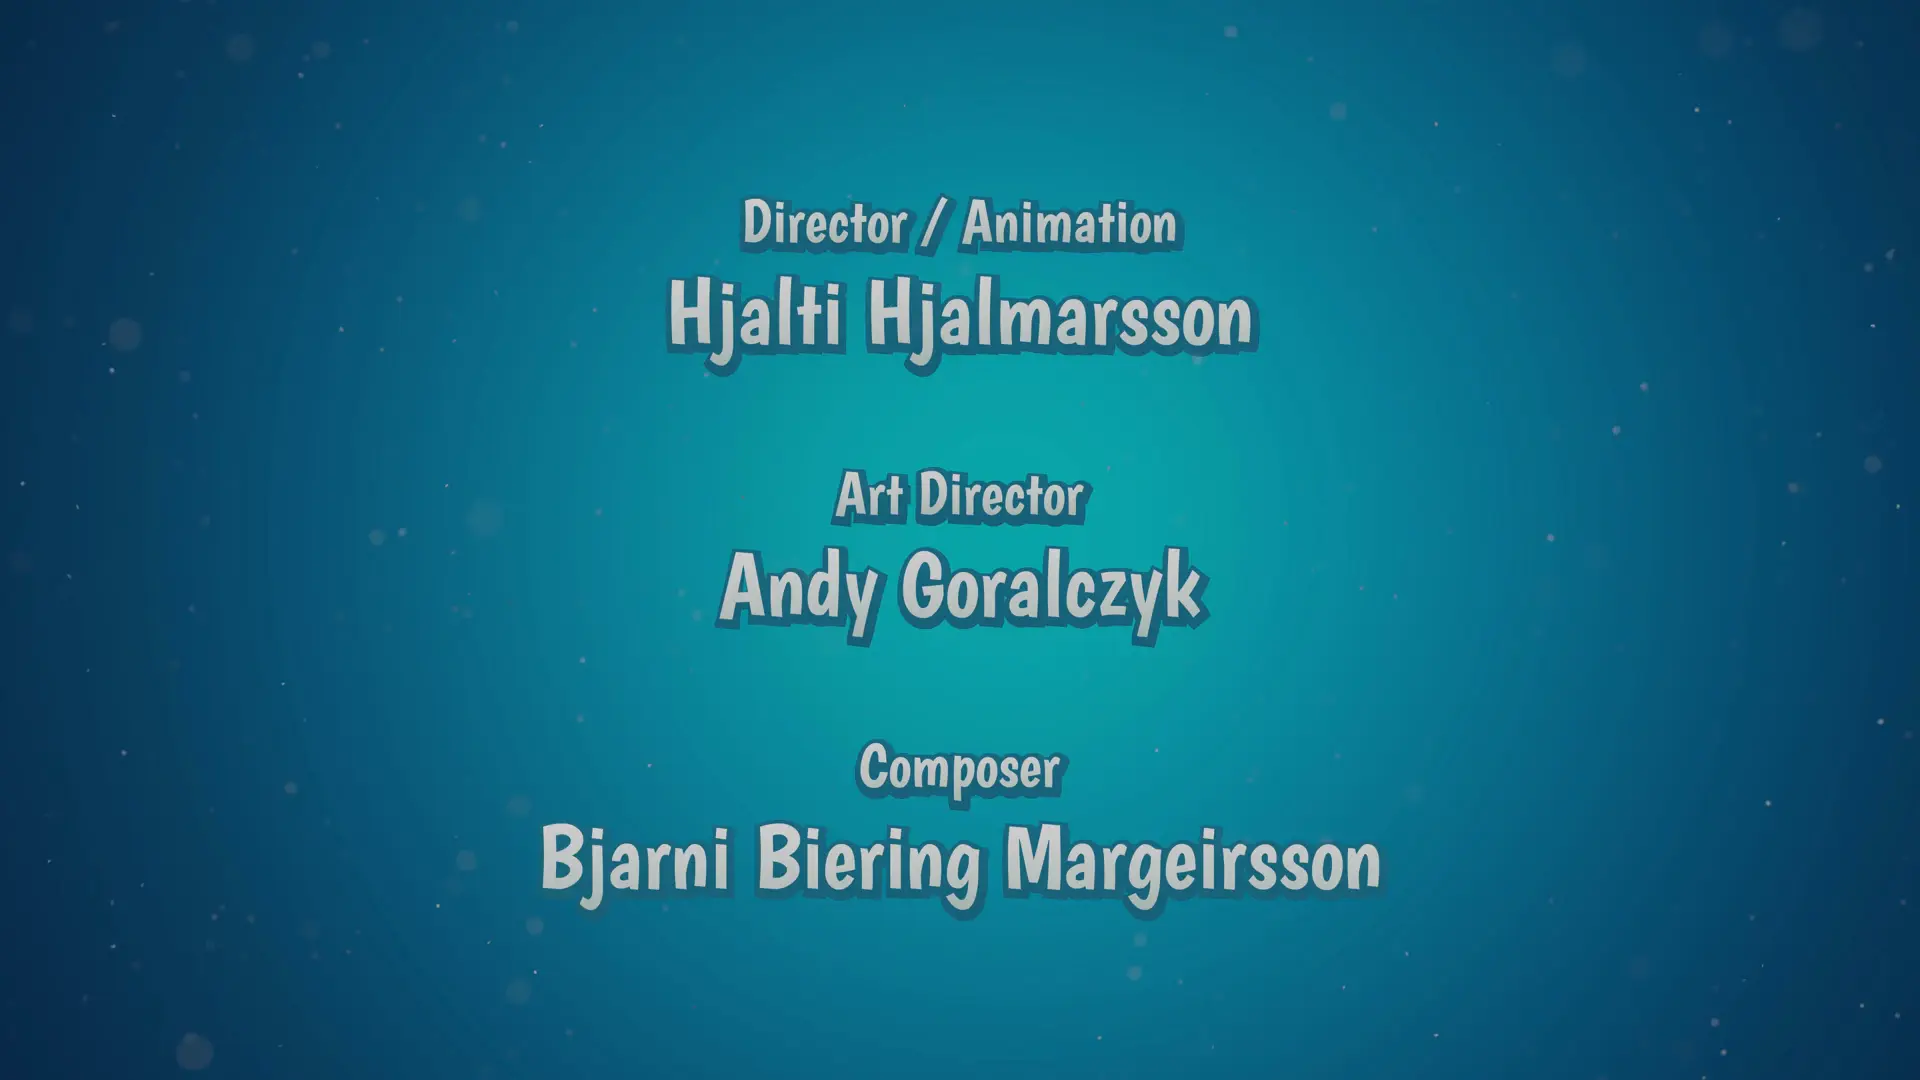 Director / Animation
Hjalti Hjalmarsson
Art Director
Andy Goralczyk
Composer
Bjarni Biering Margeirsson